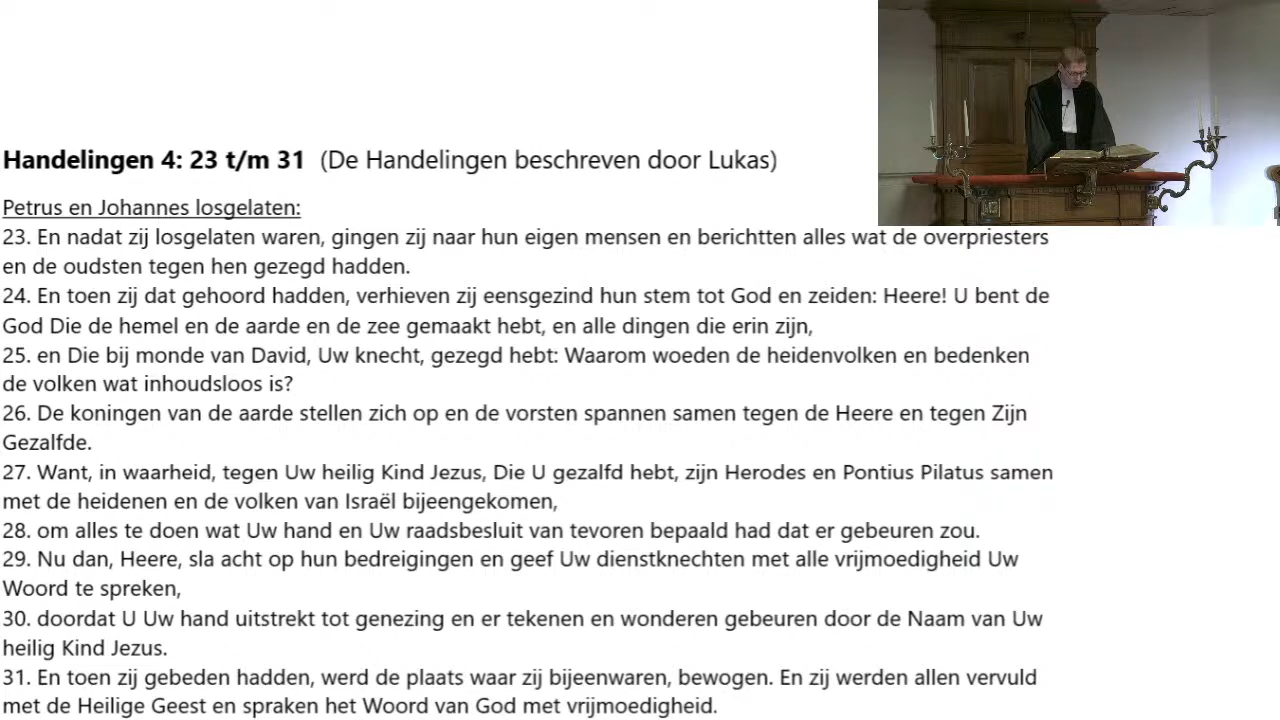 Handelingen 4: 23 t/m 31 (De Handelingen beschreven door Lukas)
Petrus en Johannes losgelaten:
23. En nadat zij losgelaten waren, gingen zij naar hun eigen mensen en berichtten alles wat de overpriesters
en de oudsten tegen hen gezegd hadden.
24. En toen zij dat gehoord hadden, verhieven zij eensgezind hun stem tot God en zeiden: Heere! U bent de
God Die de hemel en de aarde en de zee gemaakt hebt, en alle dingen die erin zijn,
25. en Die bij monde van David, Uw knecht, gezegd hebt: Waarom woeden de heidenvolken en bedenken
de volken wat inhoudsloos is?
26. De koningen van de aarde stellen zich op en de vorsten spannen samen tegen de Heere en tegen Zijn
Gezalfde.
27. Want, in waarheid, tegen Uw heilig Kind Jezus, Die U gezalfd hebt, zijn Herodes en Pontius Pilatus samen
met de heidenen en de volken van Israël bijeengekomen,
28. om alles te doen wat Uw hand en Uw raadsbesluit van tevoren bepaald had dat er gebeuren zou.
29. Nu dan, Heere, sla acht op hun bedreigingen en geef Uw dienstknechten met alle vrijmoedigheid Uw
Woord te spreken,
30. doordat U Uw hand uitstrekt tot genezing en er tekenen en wonderen gebeuren door de Naam van Uw
heilig Kind Jezus.
31. En toen zij gebeden hadden, werd de plaats waar zij bijeenwaren, bewogen. En zij werden allen vervuld
met de Heilige Geest en spraken het Woord van God met vrijmoedigheid.